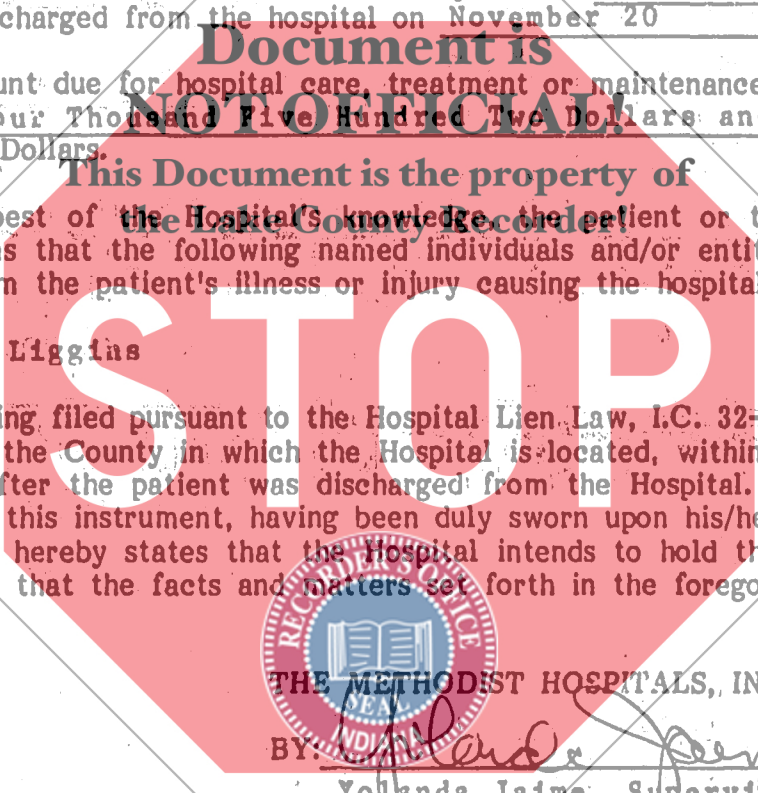 charged from the hospital on November 20
Document is
unt due for hospital care, treatment or maintenance
our Thousand Five Hundred Two Dollars an
NOT OFFICIAL!
Dollars.
This Document is the property of
best of the Hospital's knowledge, the patient or t
the Lake County Recorder!
s that the following named individuals and/or entit
m the patient's illness or injury causing the hospital
Liggins
STOP
ing filed pursuant to the Hospital Lien Law, I.C. 32-
the County in which the Hospital is located, within
fter the patient was discharged from the Hospital.
this instrument, having been duly sworn upon his/he
hereby states that the Hospital intends to hold th
that the facts and matters set forth in the forego
RECORDER'S OFFICE
SEAL
INDIANA
THE METHODIST HOSPITALS, IN
BY:
Yolanda Jaime, Supervi